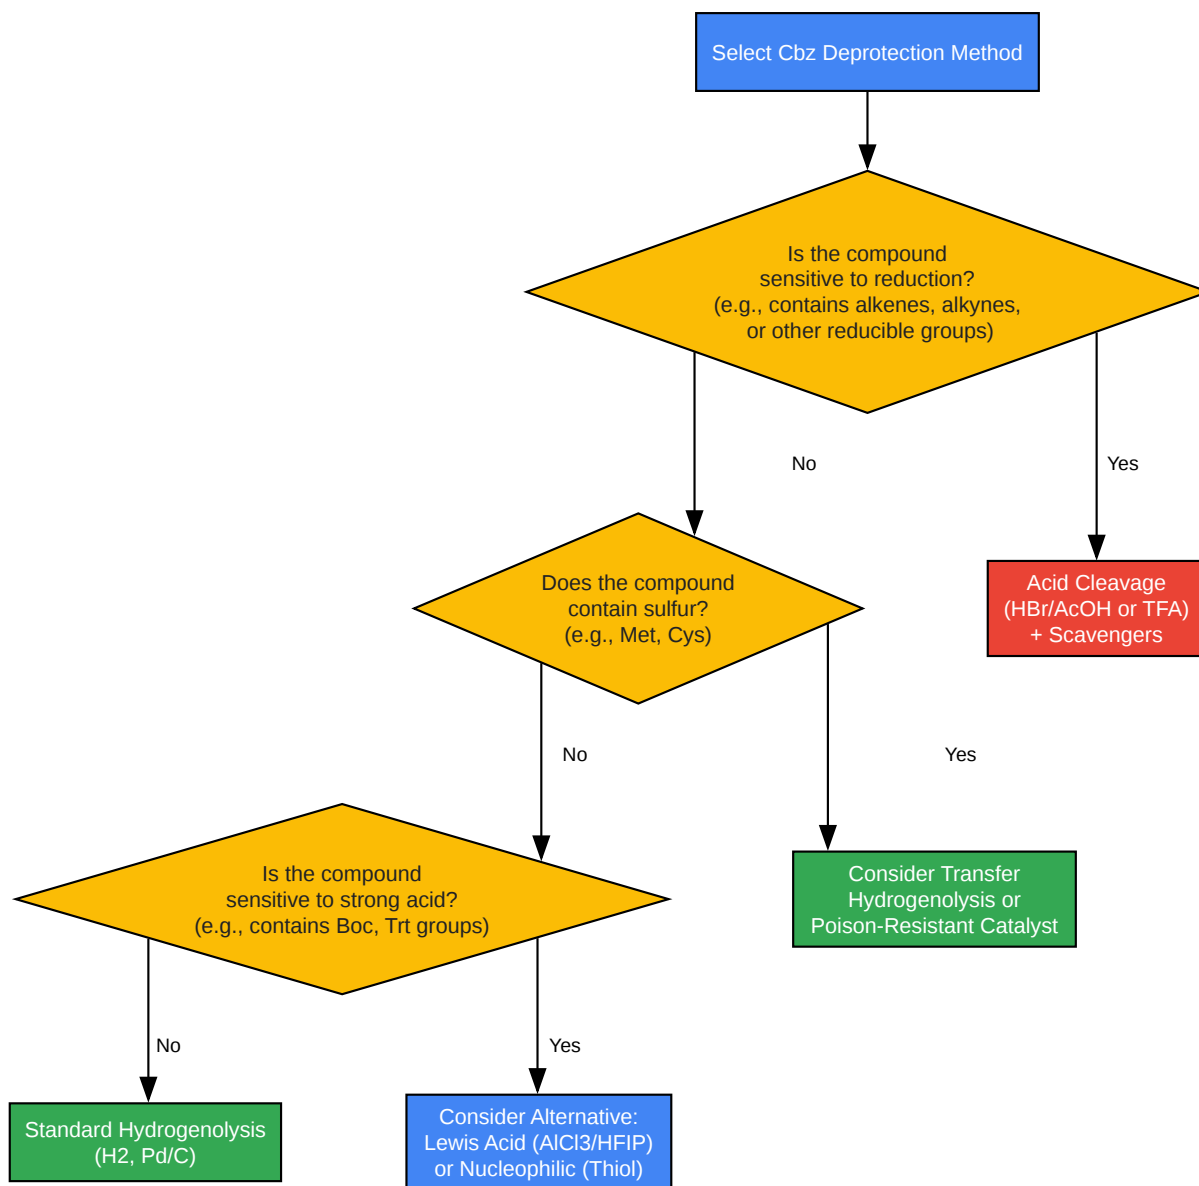 Select Cbz Deprotection Method
Is the compound
sensitive to reduction?
(e.g., contains alkenes, alkynes,
or other reducible groups)
No
Yes
Does the compound
contain sulfur?
(e.g., Met, Cys)
Acid Cleavage
(HBr/AcOH or TFA)
+ Scavengers
No
Yes
Is the compound
sensitive to strong acid?
(e.g., contains Boc, Trt groups)
Consider Transfer
Hydrogenolysis or
Poison-Resistant Catalyst
No
Yes
Standard Hydrogenolysis
(H2, Pd/C)
Consider Alternative:
Lewis Acid (AlCl3/HFIP)
or Nucleophilic (Thiol)